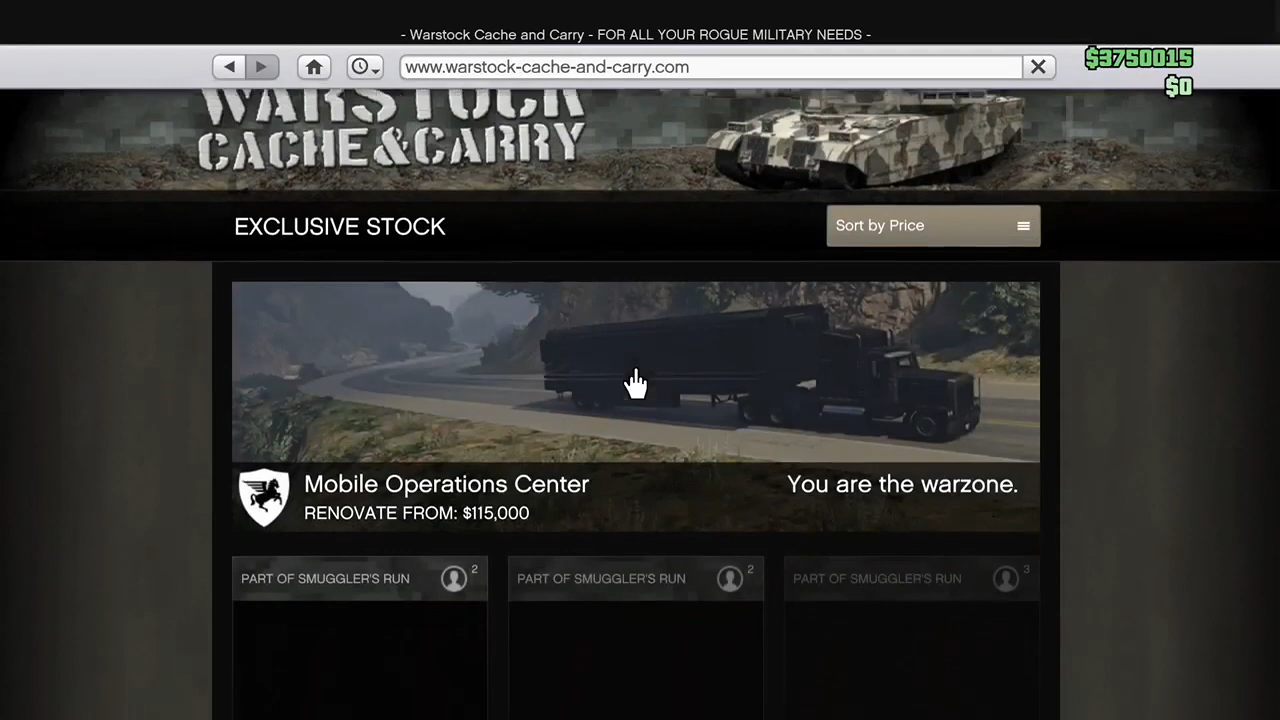 - Warstock Cache and Carry - FOR ALL YOUR ROGUE MILITARY NEEDS -
www.warstock-cache-and-carry.com
$3750015
$0
WARSTOCK
CACHE&CARRY
EXCLUSIVE STOCK
Sort by Price
Mobile Operations Center
You are the warzone.
RENOVATE FROM: $115,000
PART OF SMUGGLER'S RUN 2
PART OF SMUGGLER'S RUN 2
PART OF SMUGGLER'S RUN 3